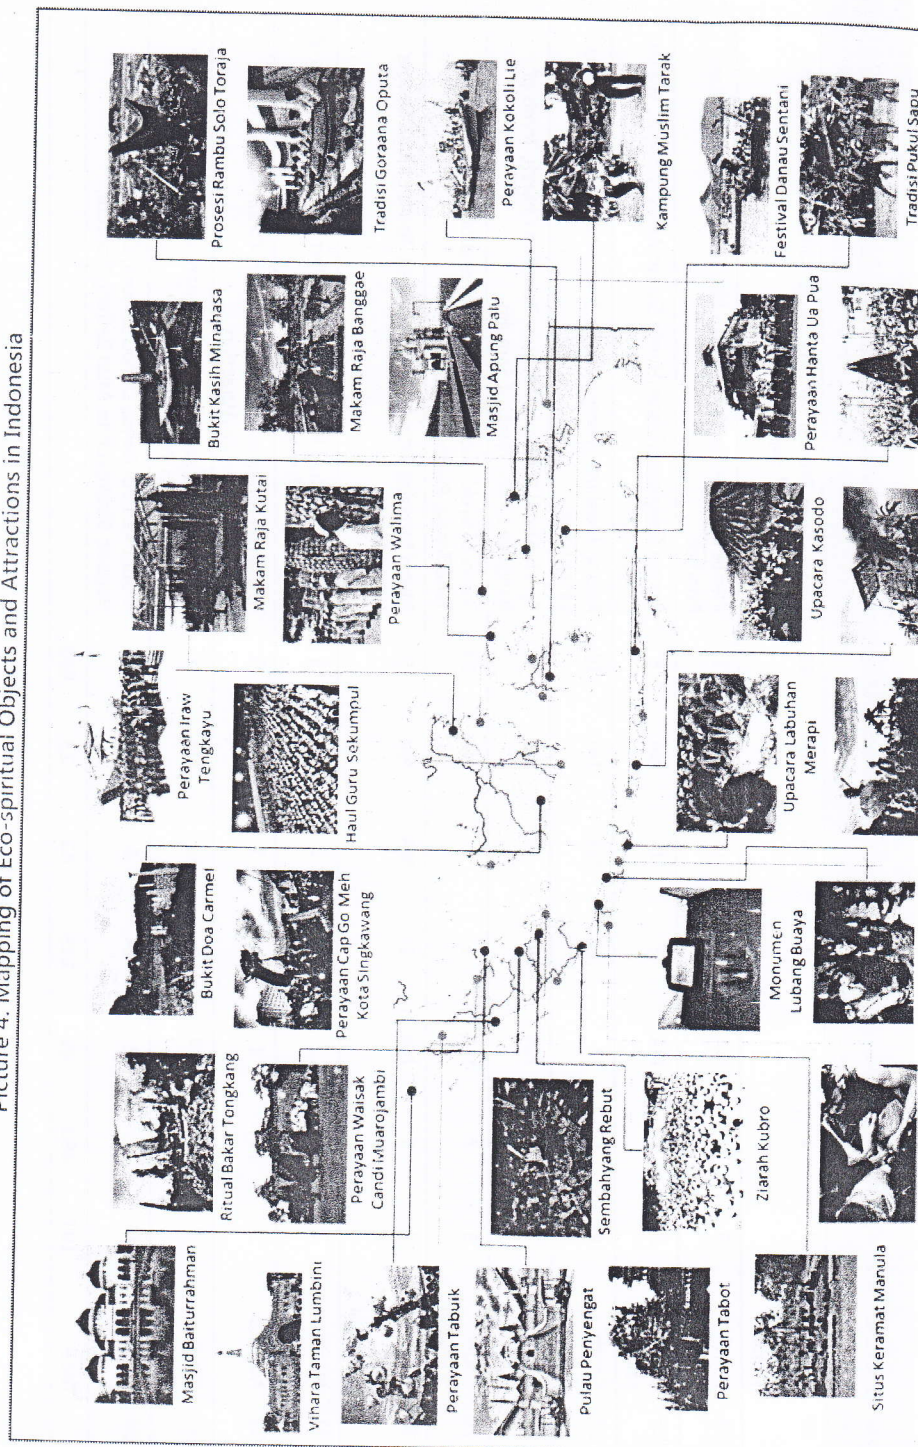 Picture 4. Mapping of Eco-spiritual Objects and Attractions in Indonesia
Masjid Baiturrahman
Ritual Bakar Tongkang
Bukit Doa Carmel
Perayaan Iraw
Tengkayu
Makam Raja Kutai
Bukit Kasih Minahasa
Prosesi Rambu Solo Toraja
Vihara Taman Lumbini
Perayaan Waisak
Candi Muarojambi
Perayaan Cap Go Meh
Kota Singkawang
Haul Guru Sekumpul
Perayaan Walima
Makam Raja Banggae
Tradisi Goraana Oputa
Perayaan Tabuik
Masjid Apung Palu
Perayaan Kokoli Lie
Pulau Penyengat
Sembahyang Rebut
Kampung Muslim Tarak
Perayaan Tabot
Ziarah Kubro
Monumen
Lubang Buaya
Upacara Labuhan
Merapi
Upacara Kasodo
Perayaan Hanta Ua Pua
Festival Danau Sentani
Situs Keramat Manula
Tradisi Pukul Sapu